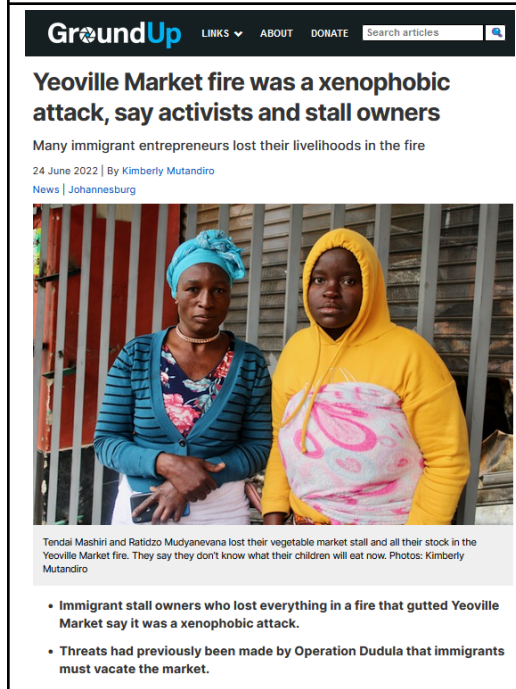 GroundUp LINKS ABOUT DONATE Search articles
Yeoville Market fire was a xenophobic
attack, say activists and stall owners
Many immigrant entrepreneurs lost their livelihoods in the fire
24 June 2022 | By Kimberly Mutandiro
News | Johannesburg
Tendai Mashiri and Ratidzo Mudyanevana lost their vegetable market stall and all their stock in the
Yeoville Market fire. They say they don't know what their children will eat now. Photos: Kimberly
Mutandiro
• Immigrant stall owners who lost everything in a fire that gutted Yeoville
Market say it was a xenophobic attack.
• Threats had previously been made by Operation Dudula that immigrants
must vacate the market.